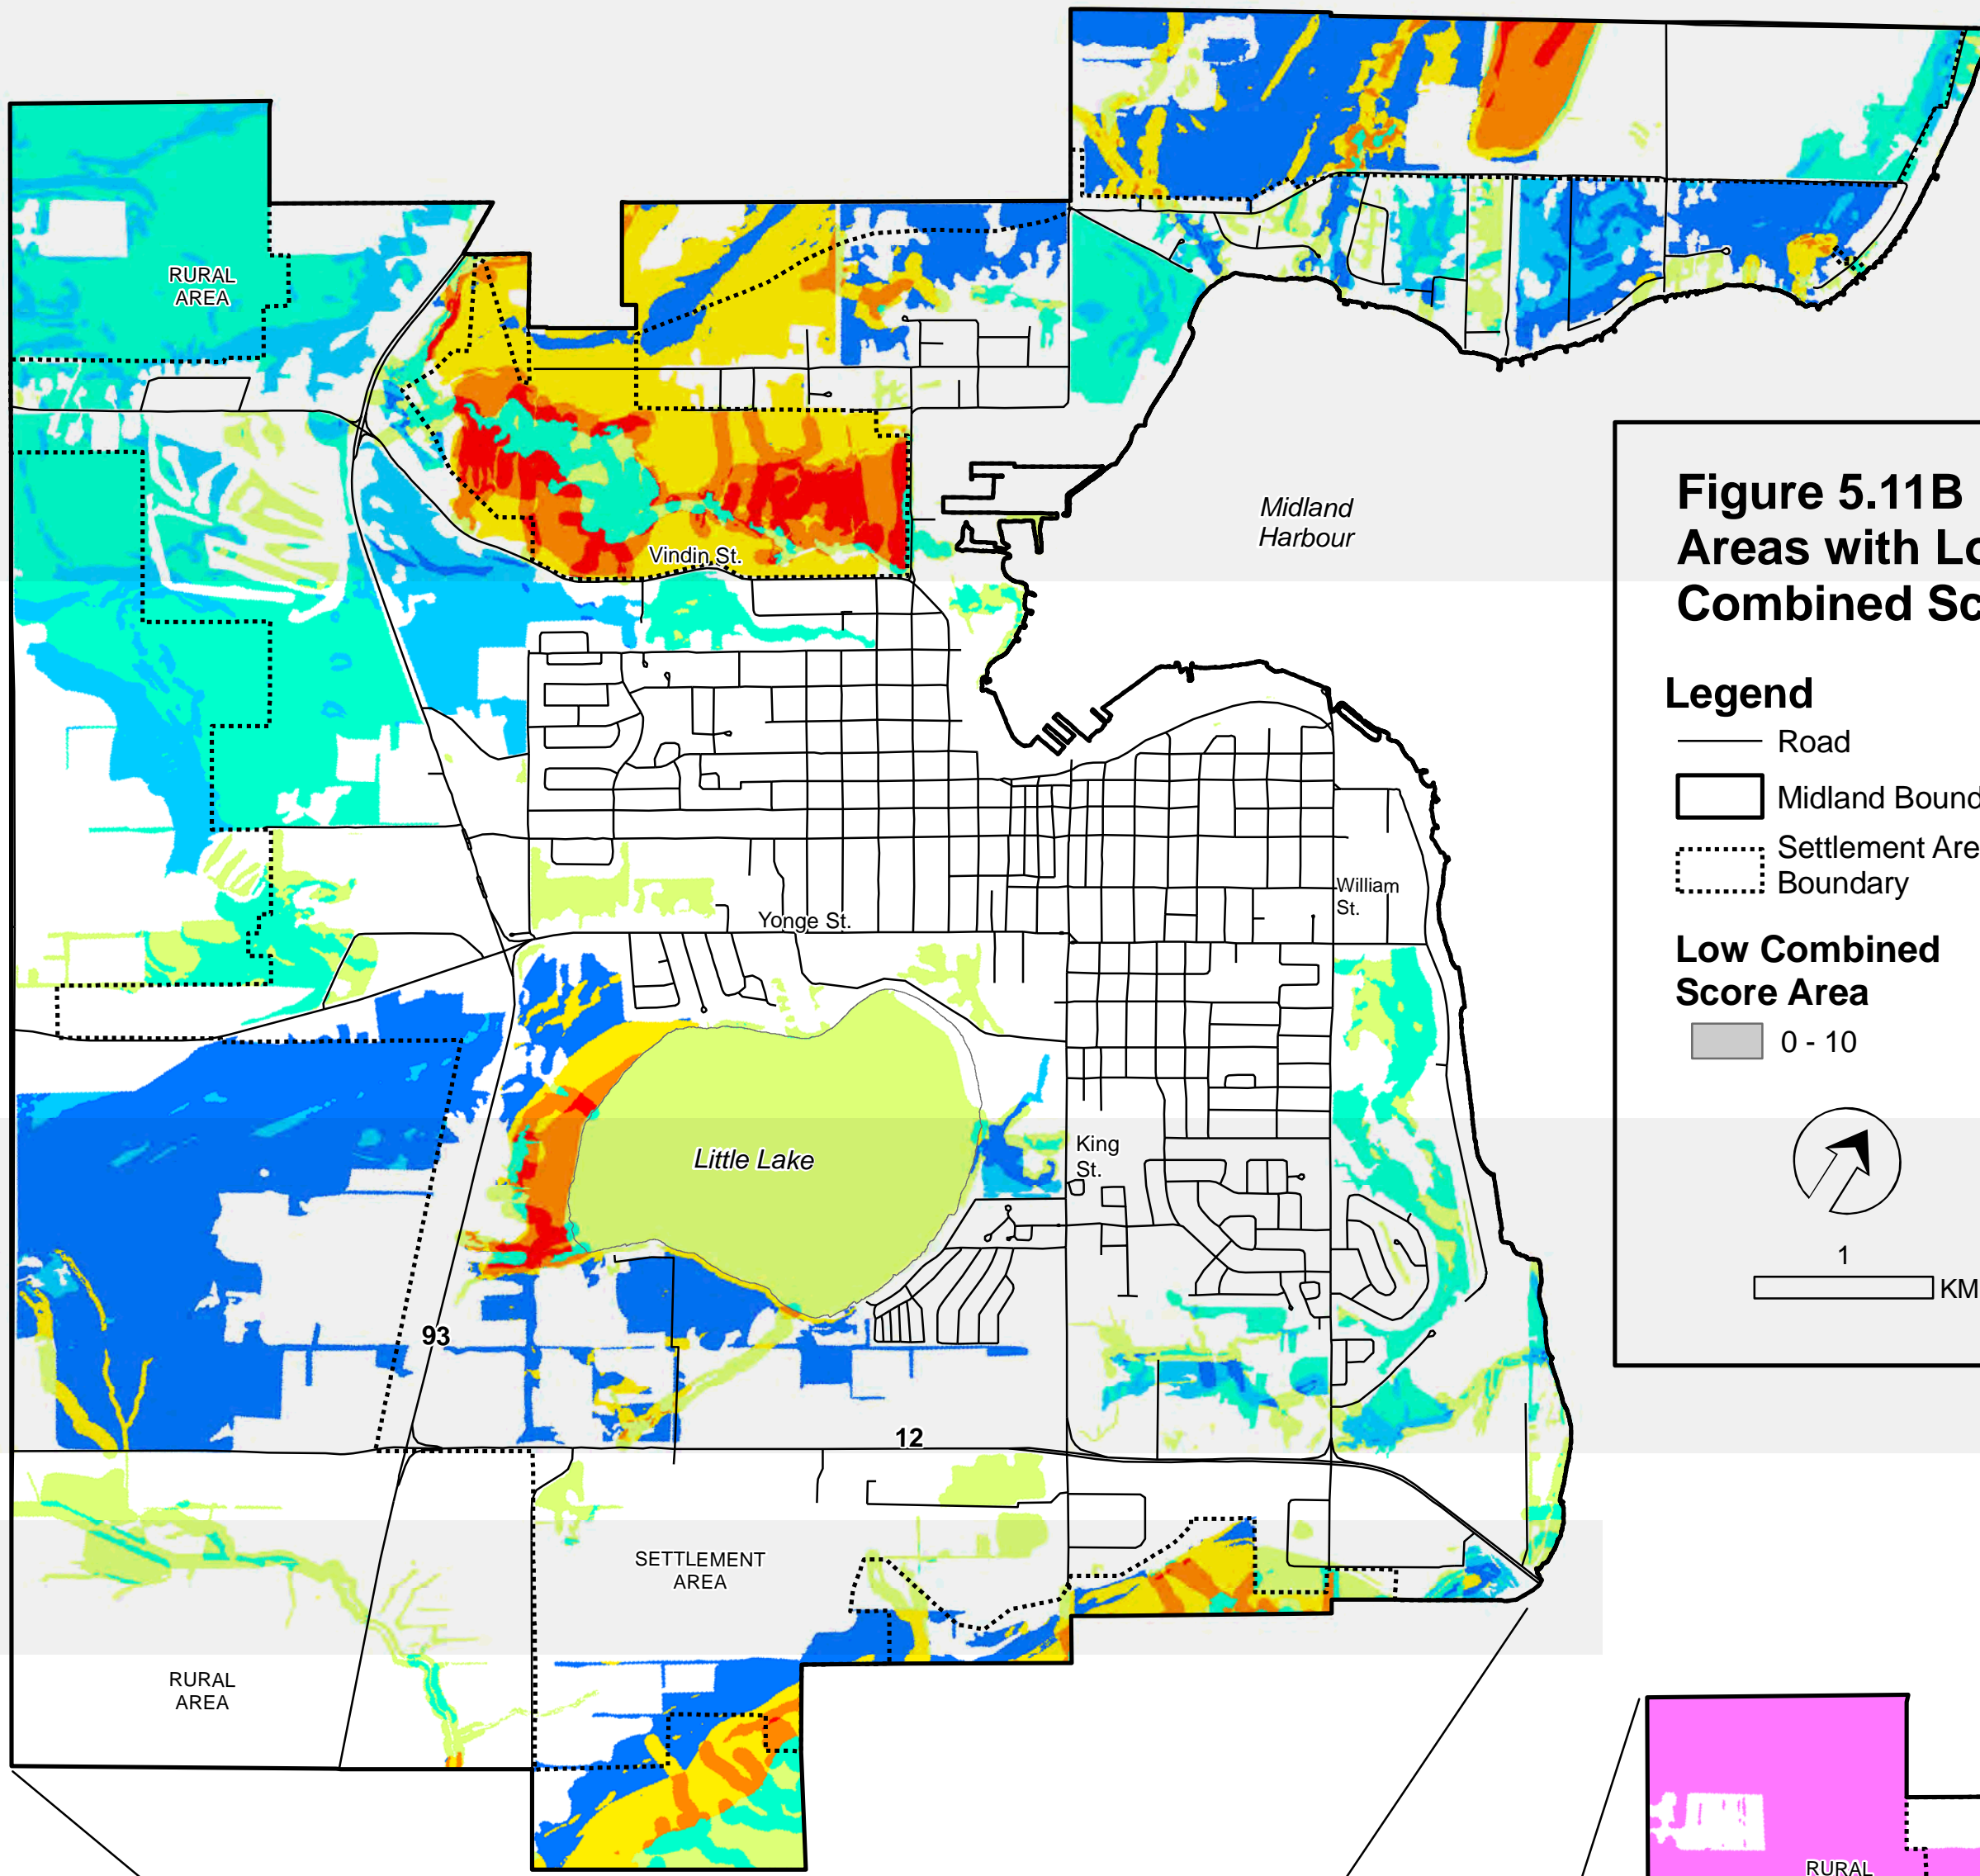 RURAL
AREA
Vindin St.
Midland
Harbour
Yonge St.
William
St.
Little Lake
King
St.
93
12
SETTLEMENT
AREA
RURAL
AREA
Figure 5.11B
Areas with Lo
Combined Sc
Legend
Road
Midland Bound
Settlement Are
Boundary
Low Combined
Score Area
0 - 10
1
KM
RURAL